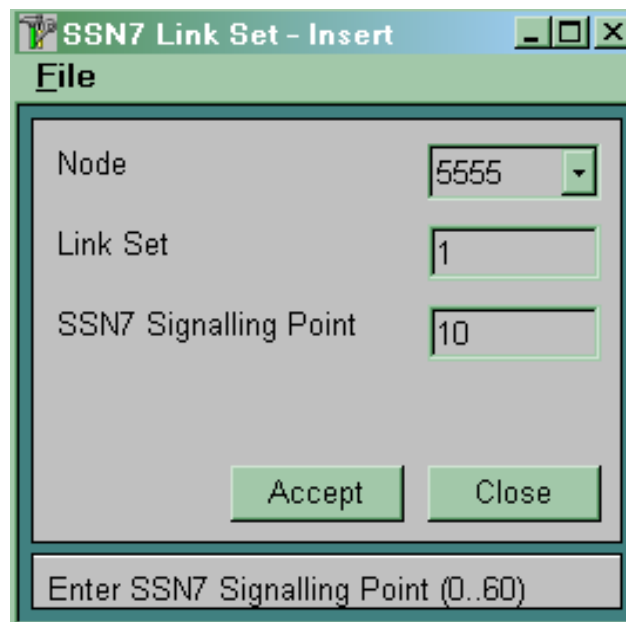 SSN7 Link Set - Insert
File
Node 5555
Link Set 1
SSN7 Signalling Point 10
Accept Close
Enter SSN7 Signalling Point (0..60)